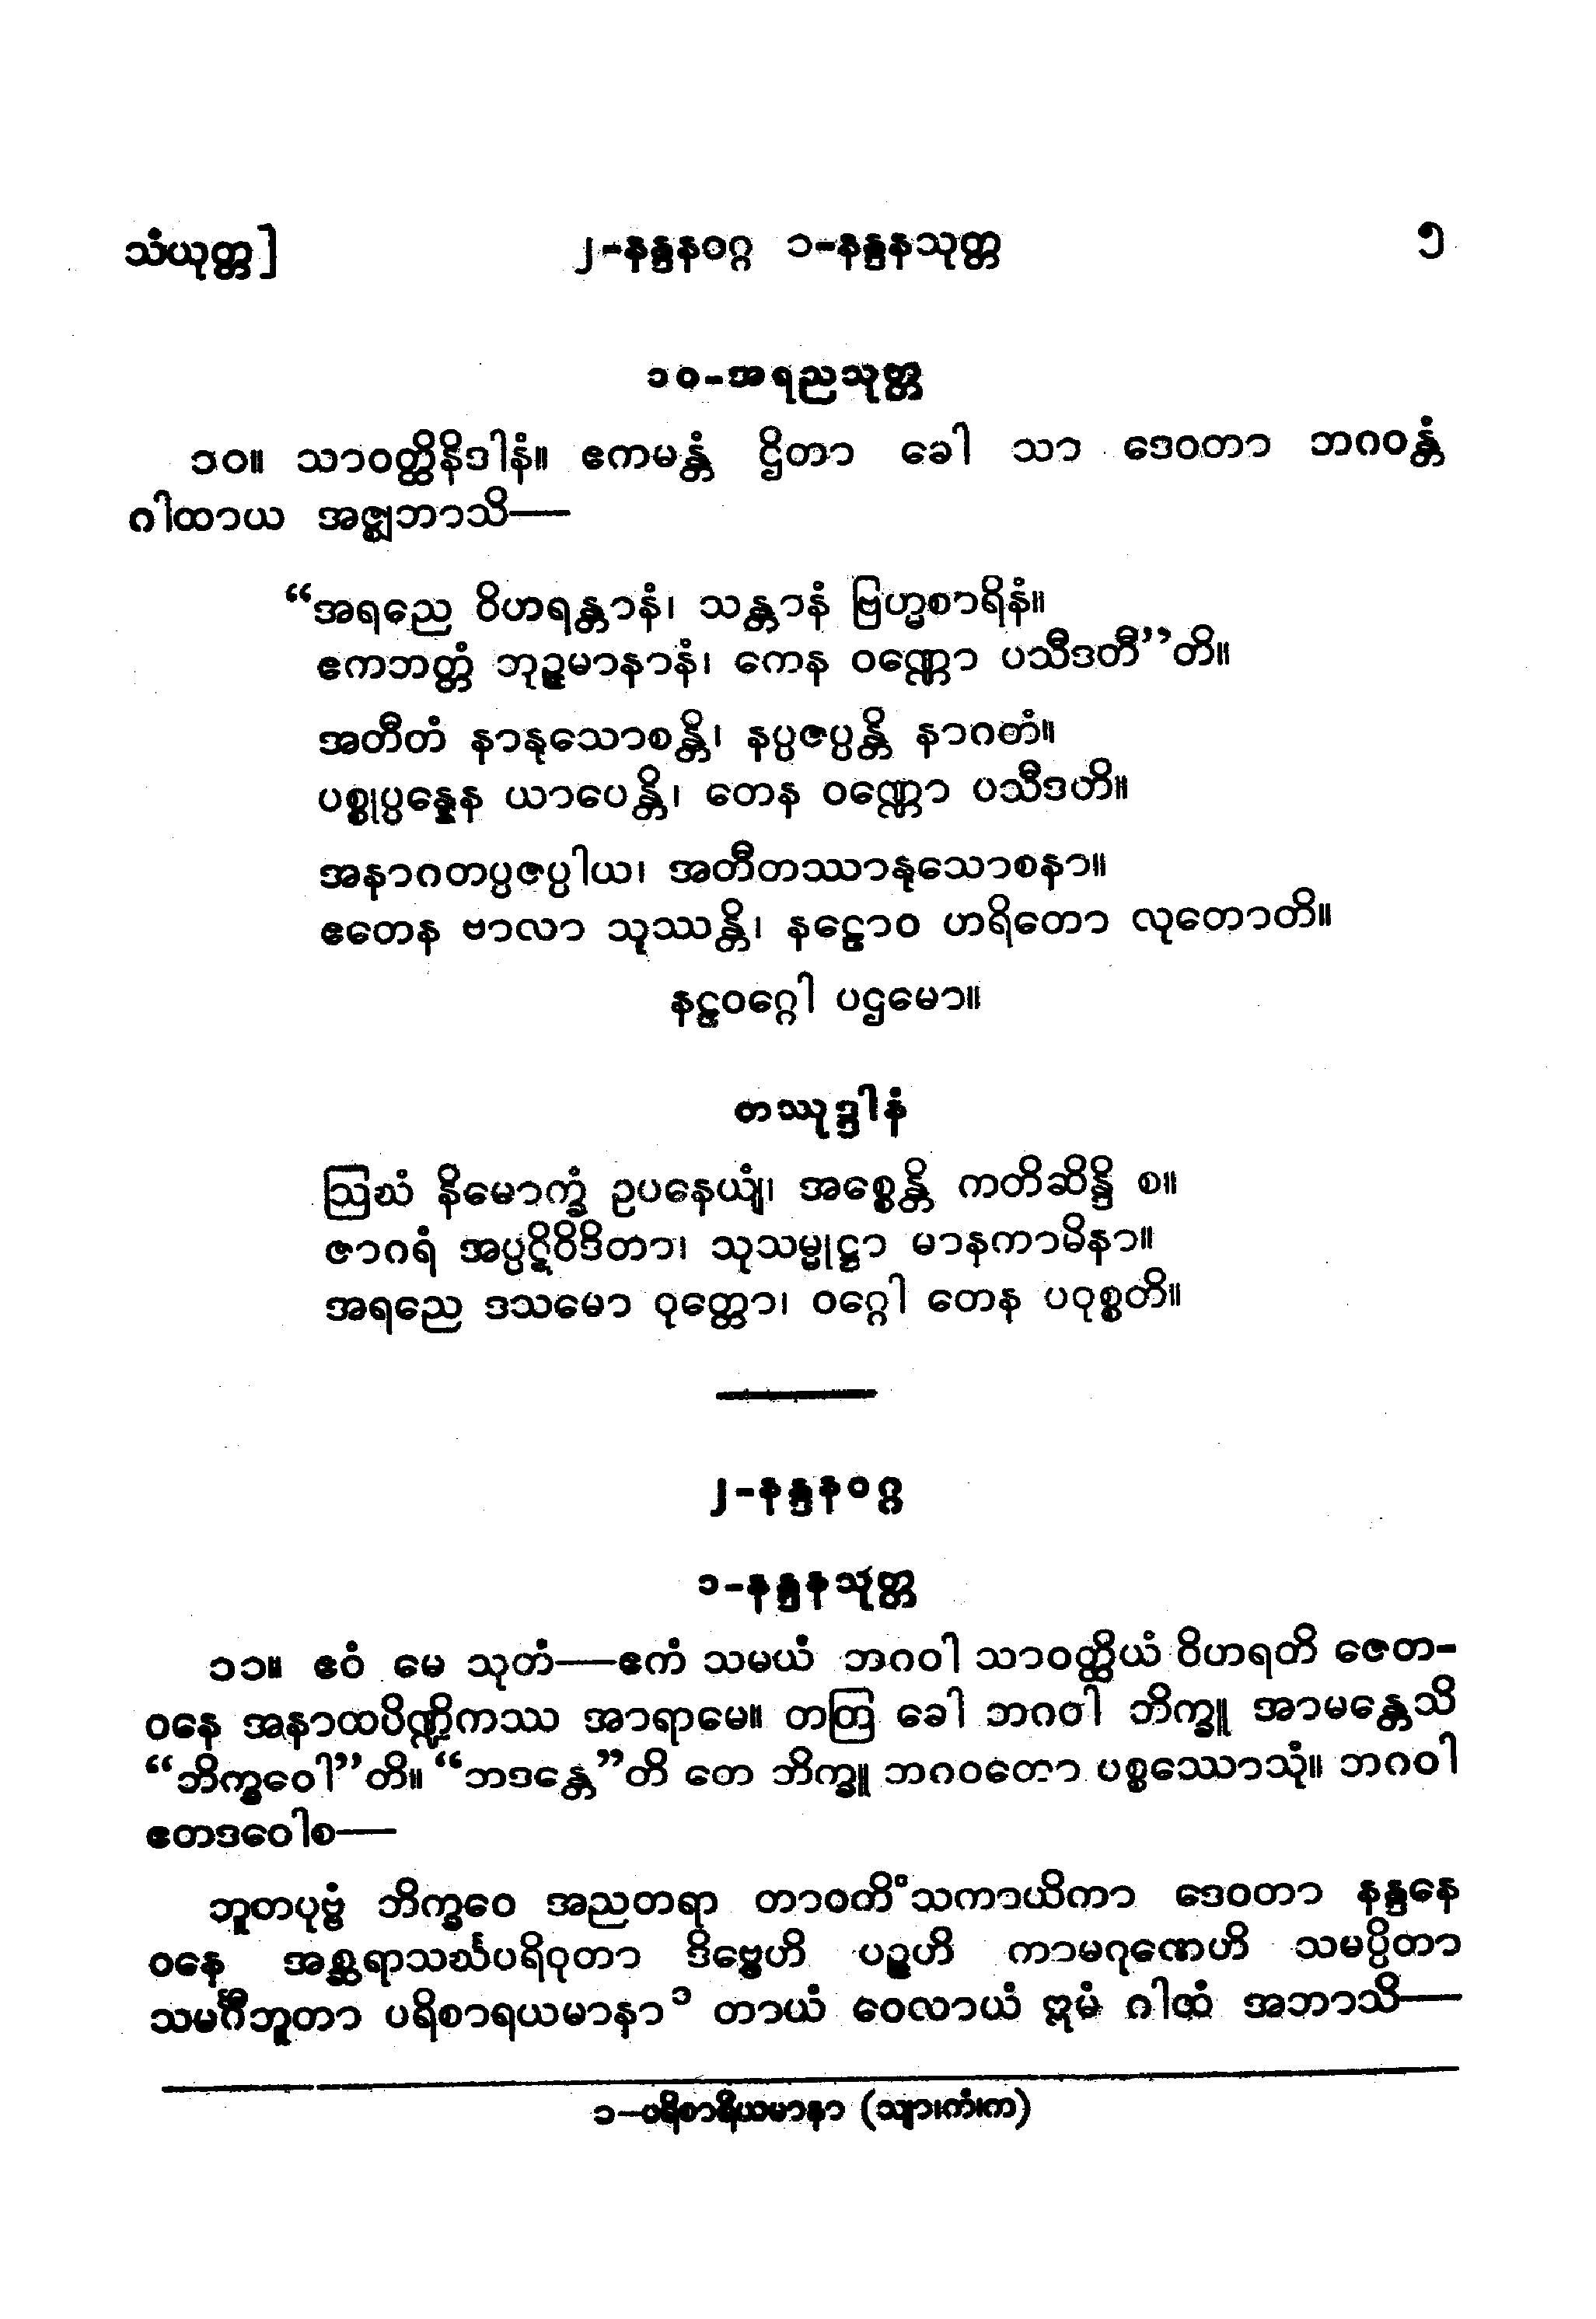 သံယုတ္တ] ၂-နန္ဒနဝဂ္ဂ ၁-နန္ဒနသုတ္တ ၅
၁၀-အရညသုတ္တ
၁၀။ သာဝတ္ထိနိဒါနံ။ ဧကမန္တံ ဌိတာ ခေါ သာ ဒေဝတာ ဘဂဝန္တံ
ဂါထာယ အဇ္ဈဘာသိ—
“အရညေ ဝိဟရန္တာနံ၊ သန္တာနံ ဗြဟ္မစာရိနံ။
ဧကဘတ္တံ ဘုဉ္ဇမာနာနံ၊ ကေန ဝဏ္ဏော ပသီဒတီ”တိ။
အတီတံ နာနုသောစန္တိ၊ နပ္ပဇပ္ပန္တိ နာဂတံ။
ပစ္စုပ္ပန္နေန ယာပေန္တိ၊ တေန ဝဏ္ဏော ပသီဒတိ။
အနာဂတပ္ပဇပ္ပါယ၊ အတီတဿာနုသောစနာ။
ဧတေန ဗာလာ သုဿန္တိ၊ နဠောဝ ဟရိတော လုတောတိ။
နဠဝဂ္ဂေါ ပဌမော။
တဿုဒ္ဒါနံ
ဩဃံ နိမောက္ခံ ဥပနေယျံ၊ အစ္စေန္တိ ကတိဆိန္ဒိ စ။
ဇာဂရံ အပ္ပဋိဝိဒိတာ၊ သုသမ္မုဋ္ဌာ မာနကာမိနာ။
အရညေ ဒသမော ဝုတ္တော၊ ဝဂ္ဂေါ တေန ပဝုစ္စတိ။
၂-နန္ဒနဝဂ္ဂ
၁-နန္ဒနသုတ္တ
၁၁။ ဧဝံ မေ သုတံ—ဧကံ သမယံ ဘဂဝါ သာဝတ္ထိယံ ဝိဟရတိ ဇေတ-
ဝနေ အနာထပိဏ္ဍိကဿ အာရာမေ။ တတြ ခေါ ဘဂဝါ ဘိက္ခူ အာမန္တေသိ
“ဘိက္ခဝေါ”တိ။ “ဘဒန္တေ”တိ တေ ဘိက္ခူ ဘဂဝတော ပစ္စဿောသုံ။ ဘဂဝါ
ဧတဒဝေါစ—
ဘူတပုဗ္ဗံ ဘိက္ခဝေ အညတရာ တာဝတိံသကာယိကာ ဒေဝတာ နန္ဒနေ
ဝနေ အစ္ဆရာသင်္ဃပရိဝုတာ ဒိဗ္ဗေဟိ ပဉ္စဟိ ကာမဂုဏေဟိ သမပ္ပိတာ
သမင်္ဂီဘူတာ ပရိစာရယမာနာ ၁ တာယံ ဝေလာယံ ဣမံ ဂါထံ အဘာသိ—
၁—ပရိစာရိယမာနာ (သျာ၊ကံ၊က)